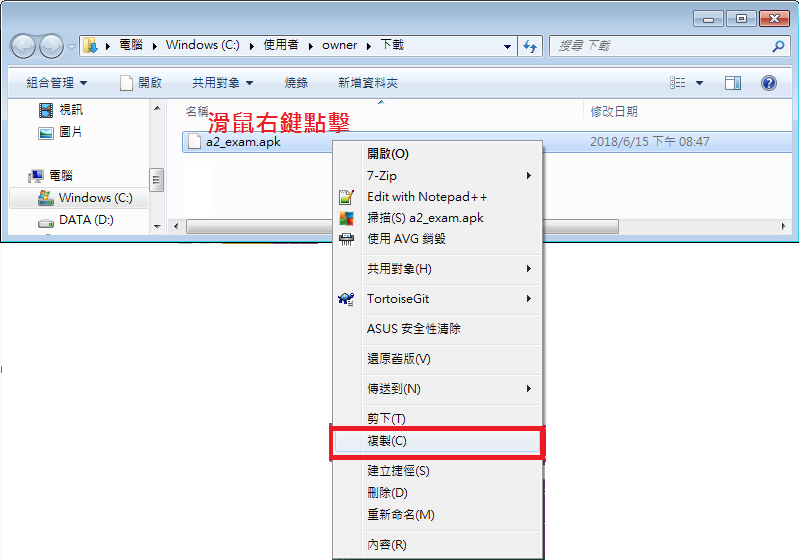 電腦 Windows (C:) 使用者 owner 下載
搜尋 下載
組合管理 開啟 共用對象 燒錄 新增資料夾
視訊
圖片
電腦
Windows (C:)
DATA (D:)
名稱 修改日期
滑鼠右鍵點擊
a2_exam.apk 2018/6/15 下午 08:47
開啟(O)
7-Zip
Edit with Notepad++
掃描(S) a2_exam.apk
使用 AVG 銷毀
共用對象(H)
TortoiseGit
ASUS 安全性清除
還原舊版(V)
傳送到(N)
剪下(T)
複製(C)
建立捷徑(S)
刪除(D)
重新命名(M)
內容(R)